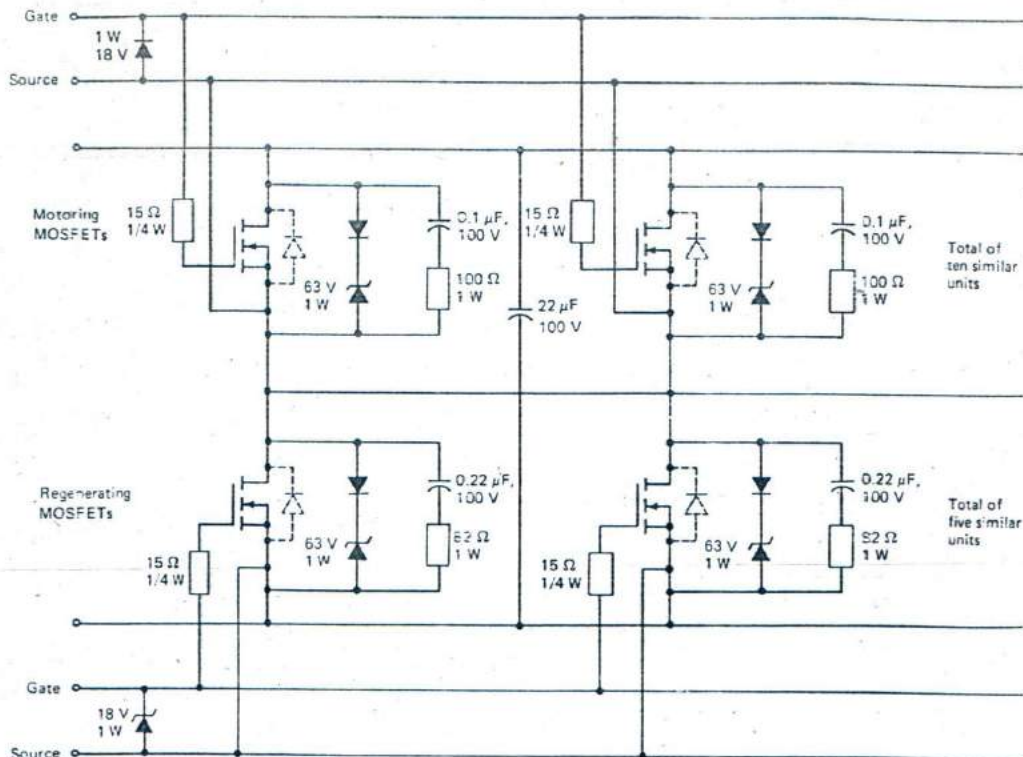 Gate
1 W
18 V
Source
Motoring
MOSFETs
15 Ω
1/4 W
63 V
1 W
0.1 μF,
100 V
100 Ω
1 W
22 μF
100 V
15 Ω
1/4 W
63 V
1 W
0.1 μF,
100 V
100 Ω
1 W
Total of
ten similar
units
Regenerating
MOSFETs
15 Ω
1/4 W
63 V
1 W
0.22 μF,
100 V
82 Ω
1 W
15 Ω
1/4 W
63 V
1 W
0.22 μF,
100 V
82 Ω
1 W
Total of
five similar
units
Gate
18 V
1 W
Source